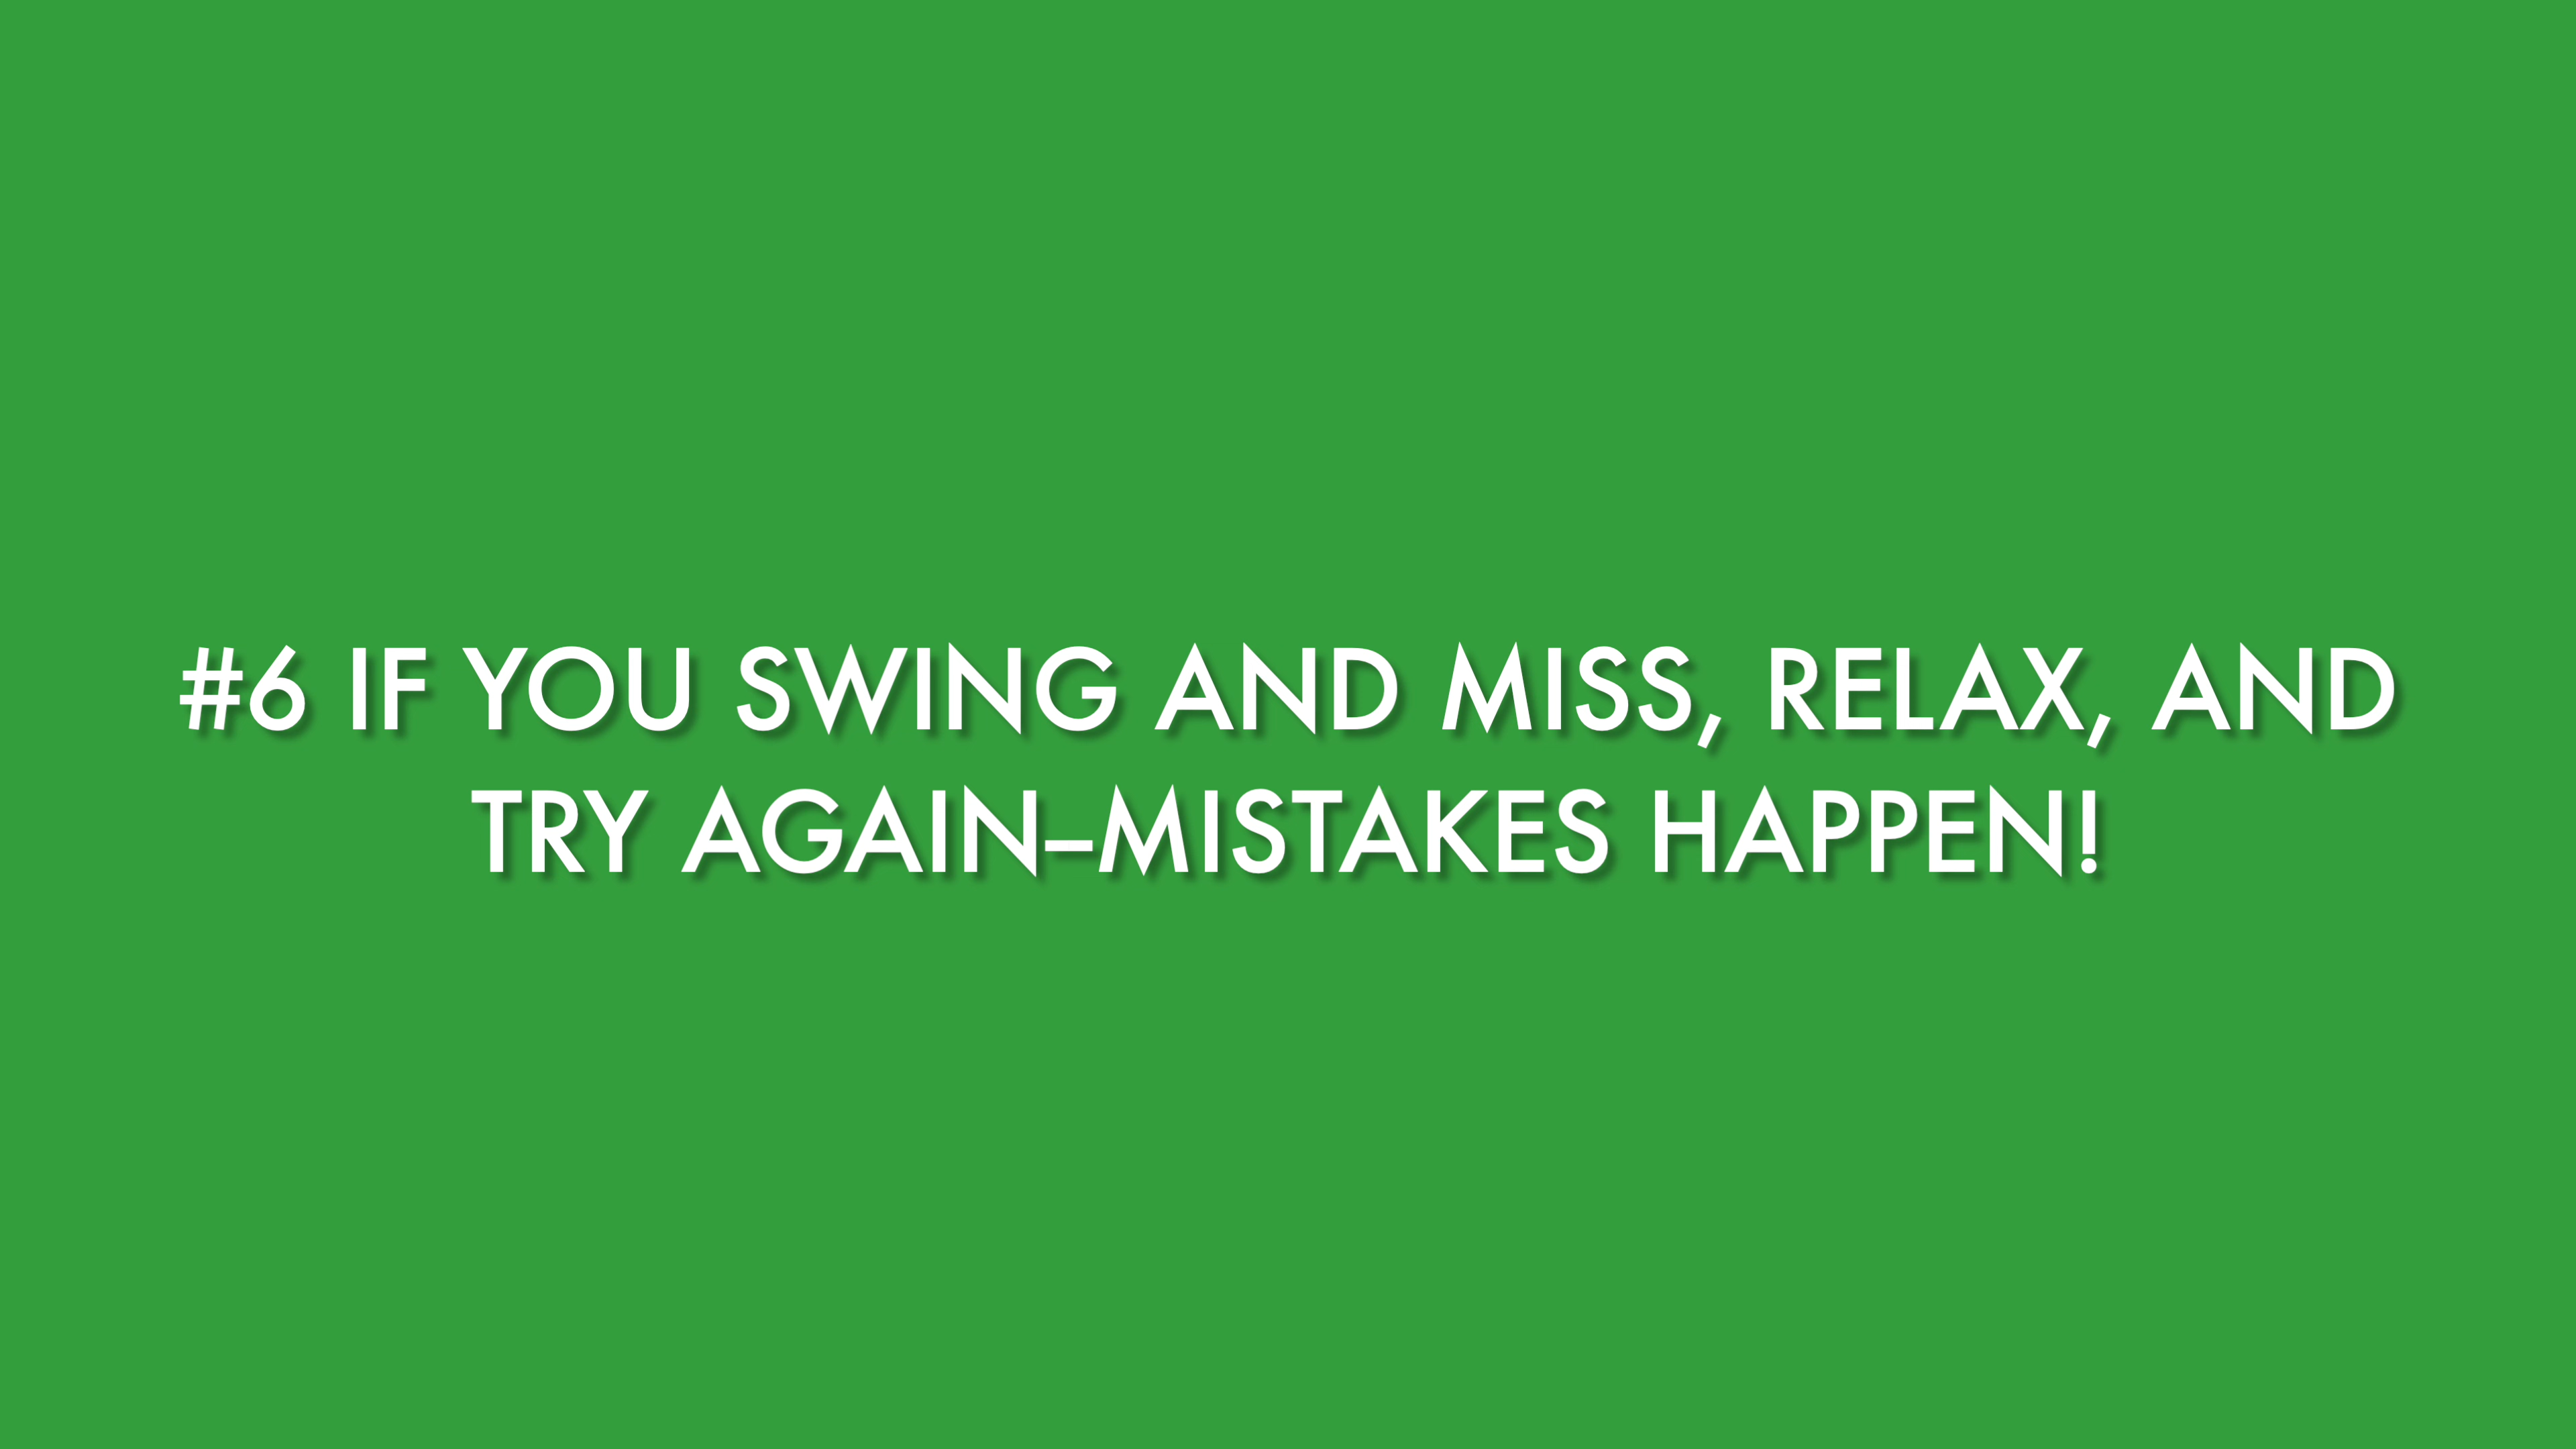 #6 IF YOU SWING AND MISS, RELAX, AND
TRY AGAIN–MISTAKES HAPPEN!